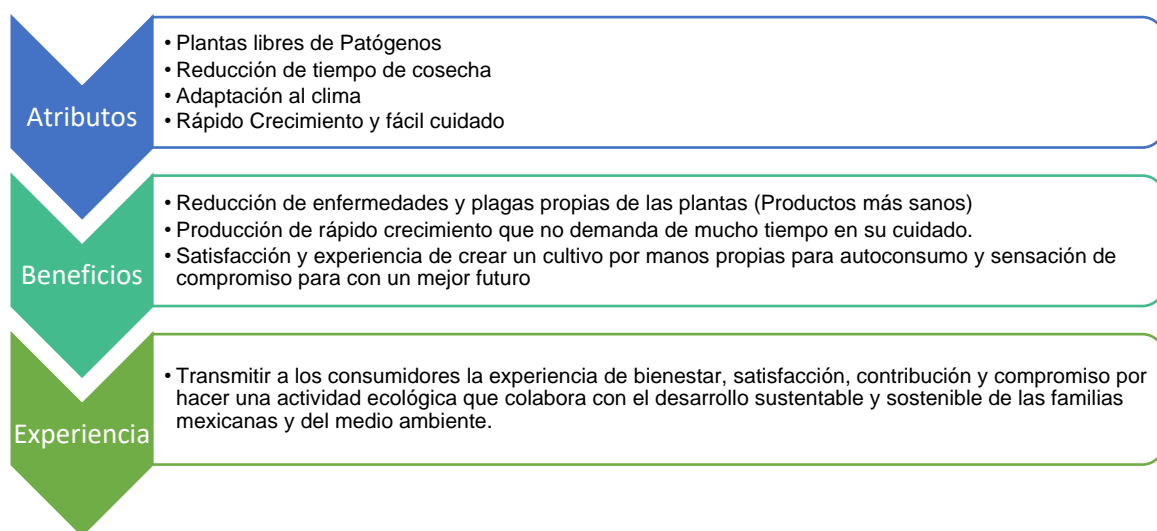 Atributos
• Plantas libres de Patógenos
• Reducción de tiempo de cosecha
• Adaptación al clima
• Rápido Crecimiento y fácil cuidado
Beneficios
• Reducción de enfermedades y plagas propias de las plantas (Productos más sanos)
• Producción de rápido crecimiento que no demanda de mucho tiempo en su cuidado.
• Satisfacción y experiencia de crear un cultivo por manos propias para autoconsumo y sensación de
compromiso para con un mejor futuro
Experiencia
• Transmitir a los consumidores la experiencia de bienestar, satisfacción, contribución y compromiso por
hacer una actividad ecológica que colabora con el desarrollo sustentable y sostenible de las familias
mexicanas y del medio ambiente.